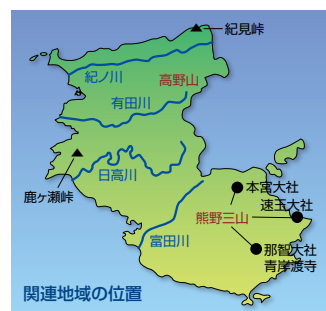 紀見峠
紀ノ川
高野山
有田川
鹿ヶ瀬峠
日高川
本宮大社
速玉大社
熊野三山
富田川
那智大社
青岸渡寺
関連地域の位置